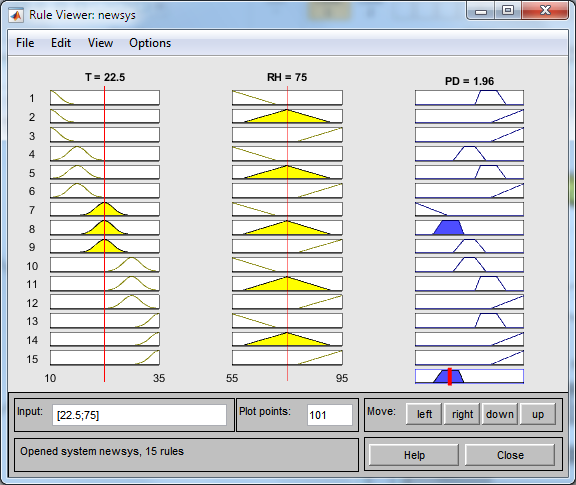 Rule Viewer: newsys
File Edit View Options
T = 22.5 RH = 75 PD = 1.96
1
2
3
4
5
6
7
8
9
10
11
12
13
14
15
10 35 55 95
Input: [22.5;75] Plot points: 101 Move: left right down up
Opened system newsys, 15 rules Help Close